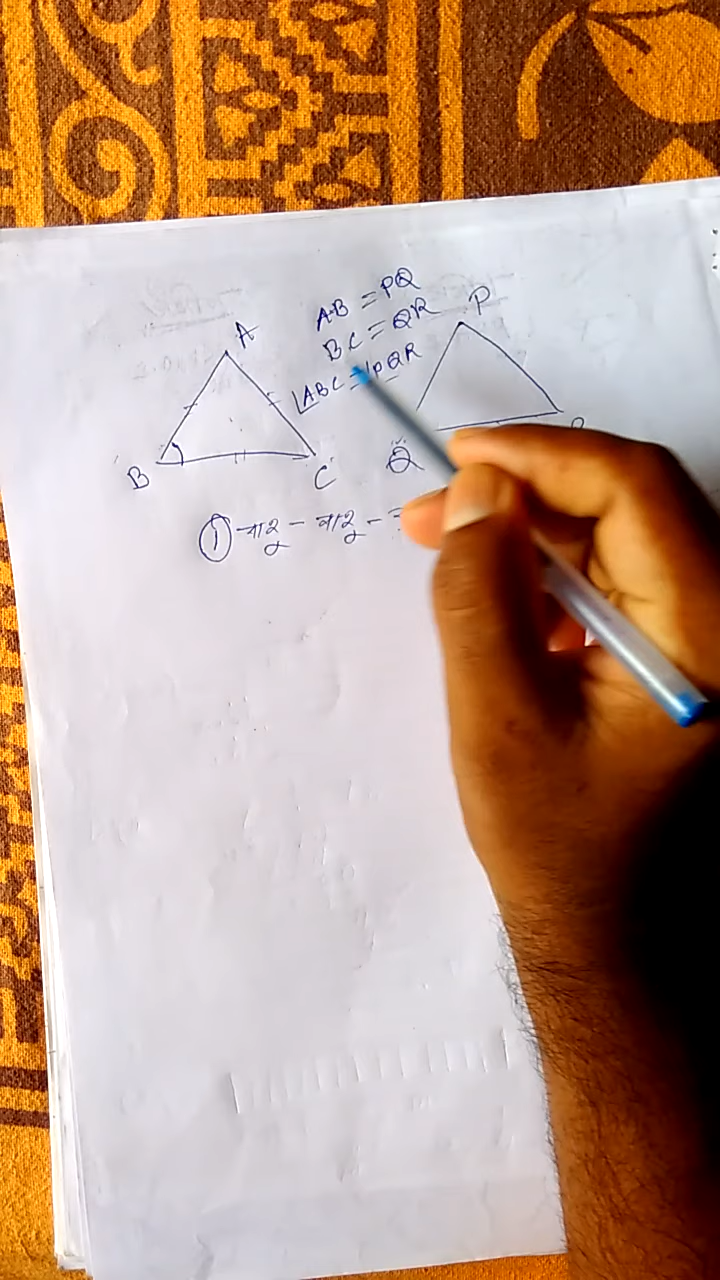 AB = PQ
BC = QR
∠ABC = ∠PQR
A
P
B
C
Q
① बाहु - बाहु -